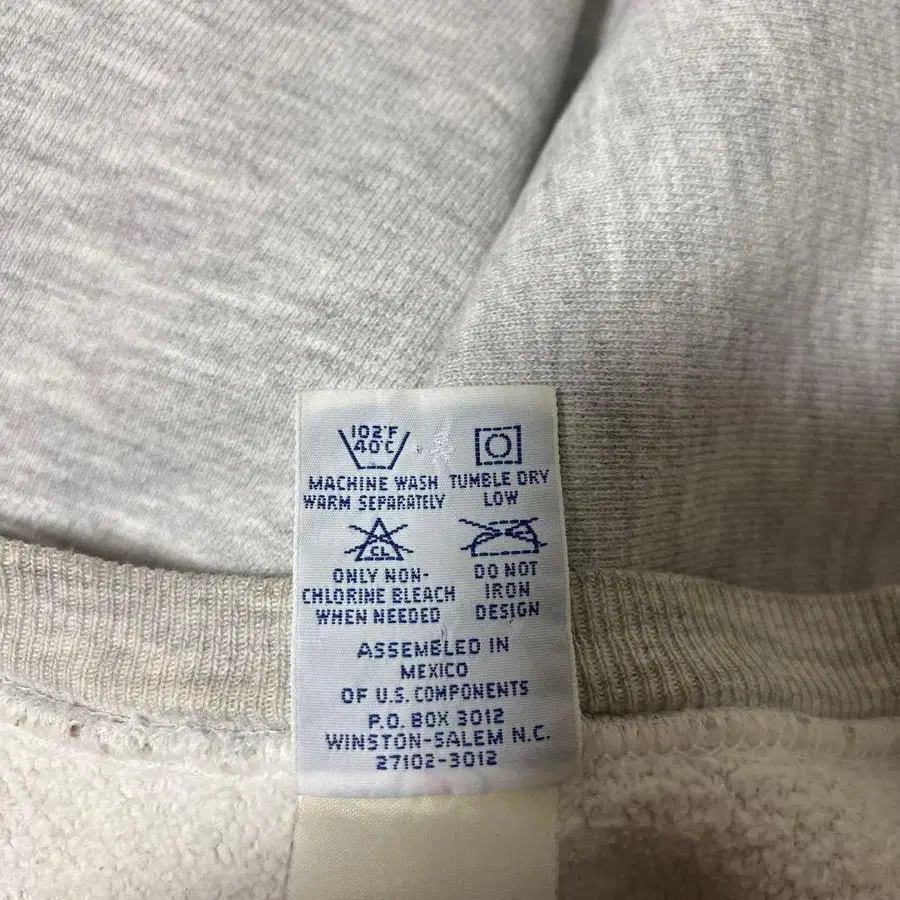 102°F
40°C
MACHINE WASH
WARM SEPARATELY
TUMBLE DRY
LOW
CL
ONLY NON-
CHLORINE BLEACH
WHEN NEEDED
DO NOT
IRON
DESIGN
ASSEMBLED IN
MEXICO
OF U.S. COMPONENTS
P.O. BOX 3012
WINSTON-SALEM N.C.
27102-3012